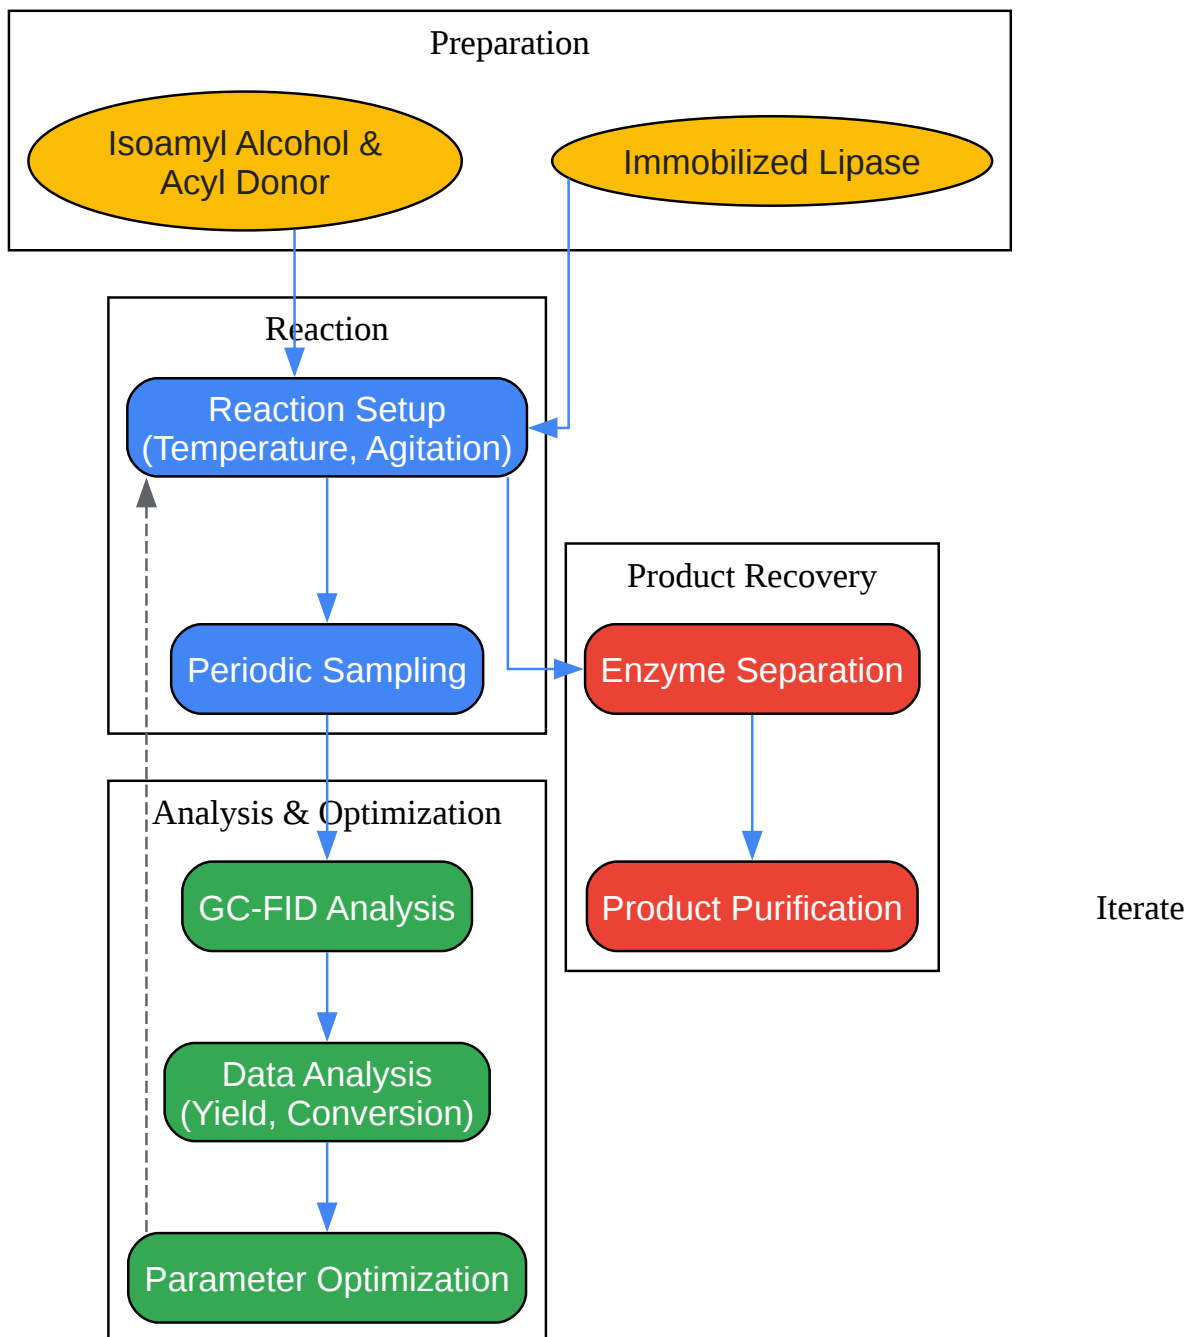 Preparation
Isoamyl Alcohol &
Acyl Donor
Immobilized Lipase
Reaction
Reaction Setup
(Temperature, Agitation)
Periodic Sampling
Product Recovery
Enzyme Separation
Product Purification
Analysis & Optimization
GC-FID Analysis
Data Analysis
(Yield, Conversion)
Parameter Optimization
Iterate